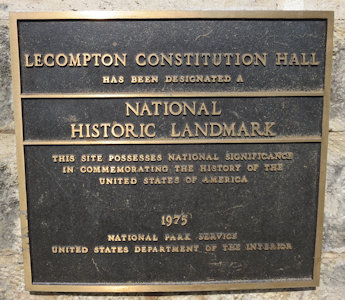 LECOMPTON CONSTITUTION HALL
HAS BEEN DESIGNATED A
NATIONAL
HISTORIC LANDMARK
THIS SITE POSSESSES NATIONAL SIGNIFICANCE
IN COMMEMORATING THE HISTORY OF THE
UNITED STATES OF AMERICA
1975
NATIONAL PARK SERVICE
UNITED STATES DEPARTMENT OF THE INTERIOR